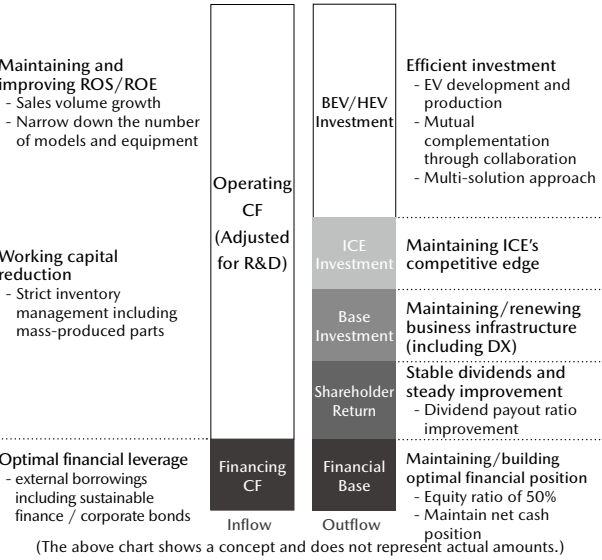 Maintaining and
improving ROS/ROE
- Sales volume growth
- Narrow down the number
of models and equipment
Working capital
reduction
- Strict inventory
management including
mass-produced parts
Optimal financial leverage
- external borrowings
including sustainable
finance / corporate bonds
Operating
CF
(Adjusted
for R&D)
Financing
CF
Inflow
BEV/HEV
Investment
ICE
Investment
Base
Investment
Shareholder
Return
Financial
Base
Outflow
Efficient investment
- EV development and
production
- Mutual
complementation
through collaboration
- Multi-solution approach
Maintaining ICE's
competitive edge
Maintaining/renewing
business infrastructure
(including DX)
Stable dividends and
steady improvement
- Dividend payout ratio
improvement
Maintaining/building
optimal financial position
- Equity ratio of 50%
- Maintain net cash
position
(The above chart shows a concept and does not represent actual amounts.)